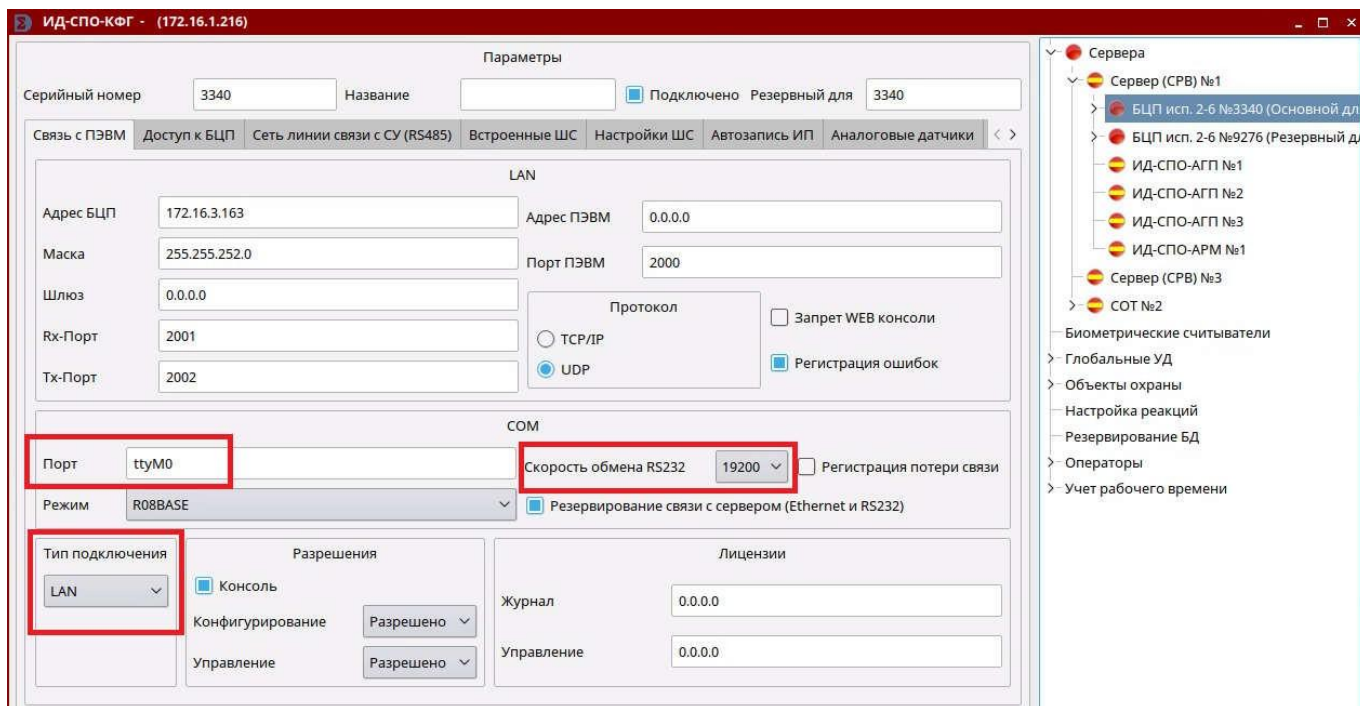 ИД-СПО-КФГ - (172.16.1.216)
Параметры
Серийный номер 3340 Название Подключено Резервный для 3340
Связь с ПЭВМ Доступ к БЦП Сеть линии связи с СУ (RS485) Встроенные ШС Настройки ШС Автозапись ИП Аналоговые датчики
LAN
Адрес БЦП 172.16.3.163 Адрес ПЭВМ 0.0.0.0
Маска 255.255.252.0 Порт ПЭВМ 2000
Шлюз 0.0.0.0 Протокол Запрет WEB консоли
Rx-Порт 2001 TCP/IP
Регистрация ошибок
Tx-Порт 2002 UDP
COM
Порт ttyM0 Скорость обмена RS232 19200 Регистрация потери связи
Режим R08BASE Резервирование связи с сервером (Ethernet и RS232)
Тип подключения Разрешения Лицензии
LAN Консоль
Журнал 0.0.0.0
Конфигурирование Разрешено
Управление Разрешено Управление 0.0.0.0
Сервера
Сервер (СРВ) №1
БЦП исп. 2-6 №3340 (Основной дл
БЦП исп. 2-6 №9276 (Резервный д
ИД-СПО-АГП №1
ИД-СПО-АГП №2
ИД-СПО-АГП №3
ИД-СПО-АРМ №1
Сервер (СРВ) №3
СОТ №2
Биометрические считыватели
Глобальные УД
Объекты охраны
Настройка реакций
Резервирование БД
Операторы
Учет рабочего времени